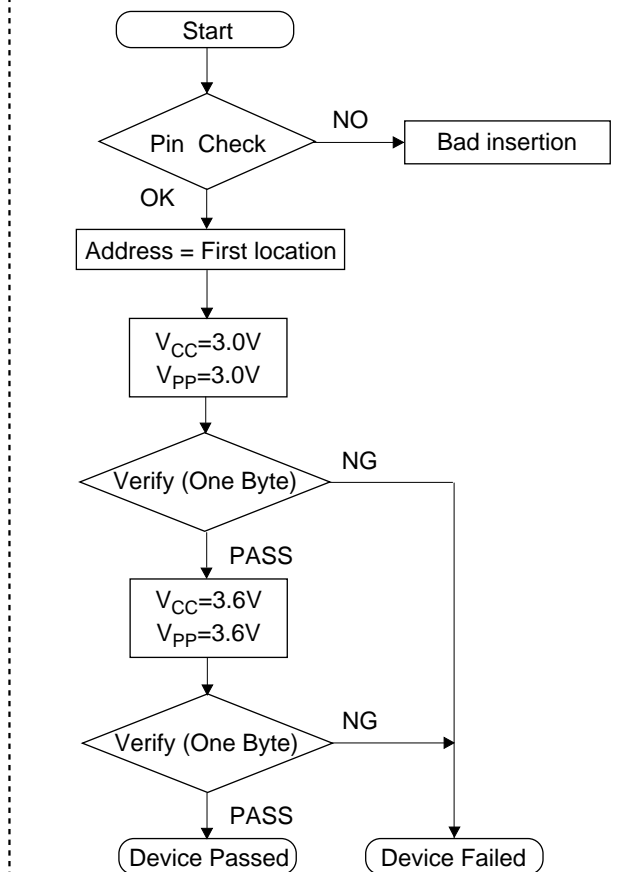 Start
Pin Check
NO
Bad insertion
OK
Address = First location
VCC=3.0V
VPP=3.0V
Verify (One Byte)
NG
PASS
VCC=3.6V
VPP=3.6V
Verify (One Byte)
NG
PASS
Device Passed
Device Failed